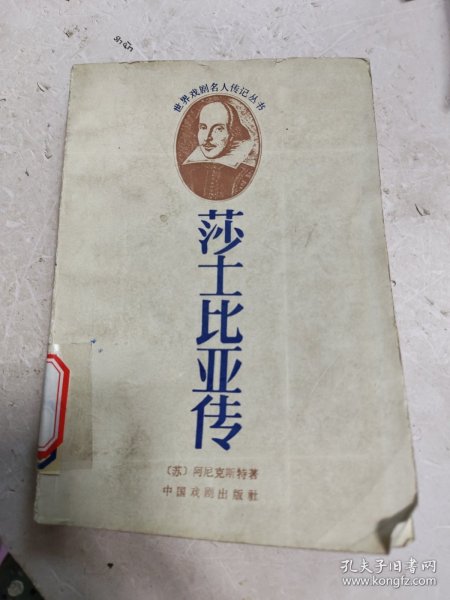 世界戏剧名人传记丛书
莎士比亚传
〔苏〕阿尼克斯特著
中国戏剧出版社
孔夫子旧书网
www.kongfz.com